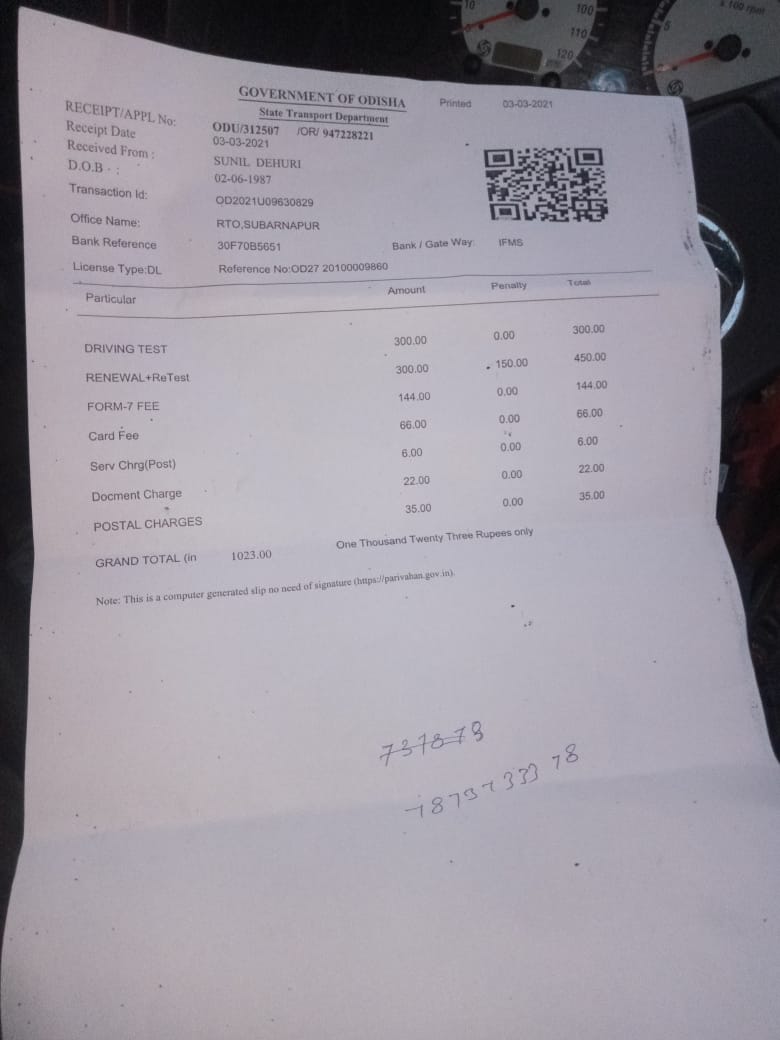 10
100
110
120
5
x 100 rpm
GOVERNMENT OF ODISHA
State Transport Department
Printed 03-03-2021
RECEIPT/APPL No: ODU/312507 /OR/ 947228221
Receipt Date 03-03-2021
Received From : SUNIL DEHURI
D.O.B - : 02-06-1987
Transaction Id: OD2021U09630829
Office Name: RTO,SUBARNAPUR
Bank Reference 30F70B5651 Bank / Gate Way: IFMS
License Type:DL Reference No:OD27 20100009860
Particular Amount Penalty Total
DRIVING TEST 300.00 0.00 300.00
RENEWAL+ReTest 300.00 150.00 450.00
FORM-7 FEE 144.00 0.00 144.00
Card Fee 66.00 0.00 66.00
Serv Chrg(Post) 6.00 0.00 6.00
Docment Charge 22.00 0.00 22.00
POSTAL CHARGES 35.00 0.00 35.00
GRAND TOTAL (in 1023.00 One Thousand Twenty Three Rupees only
Note: This is a computer generated slip no need of signature (https://parivahan.gov.in).